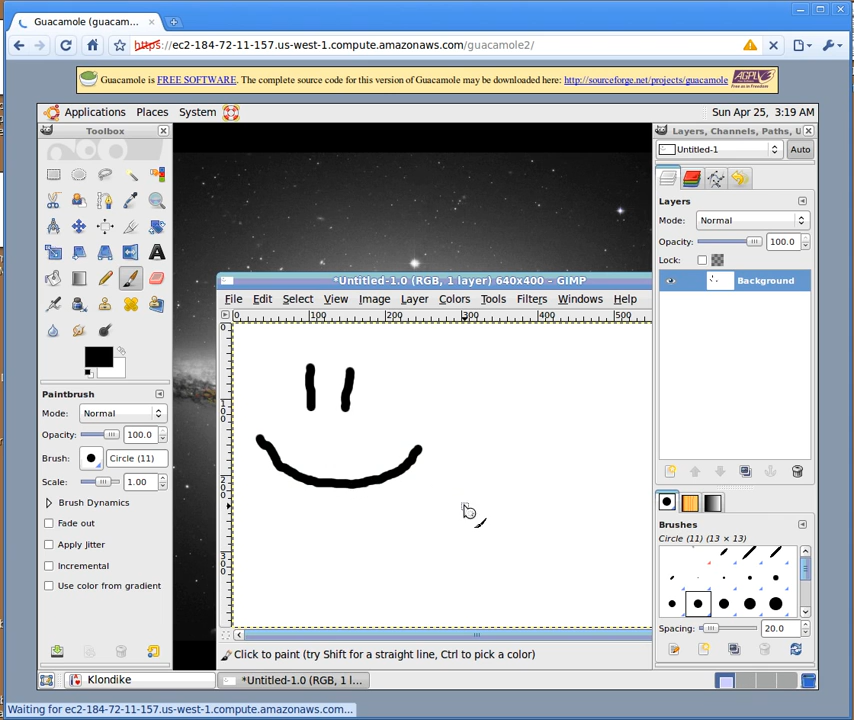 Guacamole (guacam...
https://ec2-184-72-11-157.us-west-1.compute.amazonaws.com/guacamole2/
Guacamole is FREE SOFTWARE. The complete source code for this version of Guacamole may be downloaded here: http://sourceforge.net/projects/guacamole
Applications Places System Sun Apr 25, 3:19 AM
Toolbox
Layers, Channels, Paths, U
Untitled-1 Auto
Layers
Mode: Normal
Opacity: 100.0
Lock:
Background
*Untitled-1.0 (RGB, 1 layer) 640x400 – GIMP
File Edit Select View Image Layer Colors Tools Filters Windows Help
0 100 200 300 400 500
0
100
200
300
Paintbrush
Mode: Normal
Opacity: 100.0
Brush: Circle (11)
Scale: 1.00
Brush Dynamics
Fade out
Apply Jitter
Incremental
Use color from gradient
Brushes
Circle (11) (13 × 13)
Spacing: 20.0
Click to paint (try Shift for a straight line, Ctrl to pick a color)
Klondike
*Untitled-1.0 (RGB, 1 l...
Waiting for ec2-184-72-11-157.us-west-1.compute.amazonaws.com...